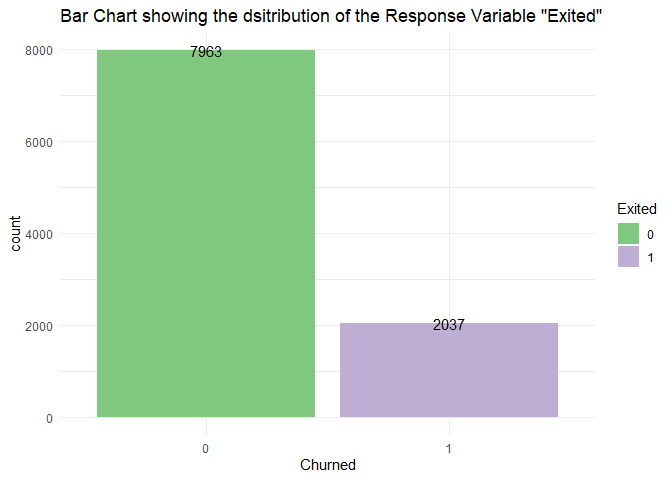 Bar Chart showing the dsitribution of the Response Variable "Exited"
8000
6000
4000
2000
0
count
7963
2037
0
1
Churned
Exited
0
1